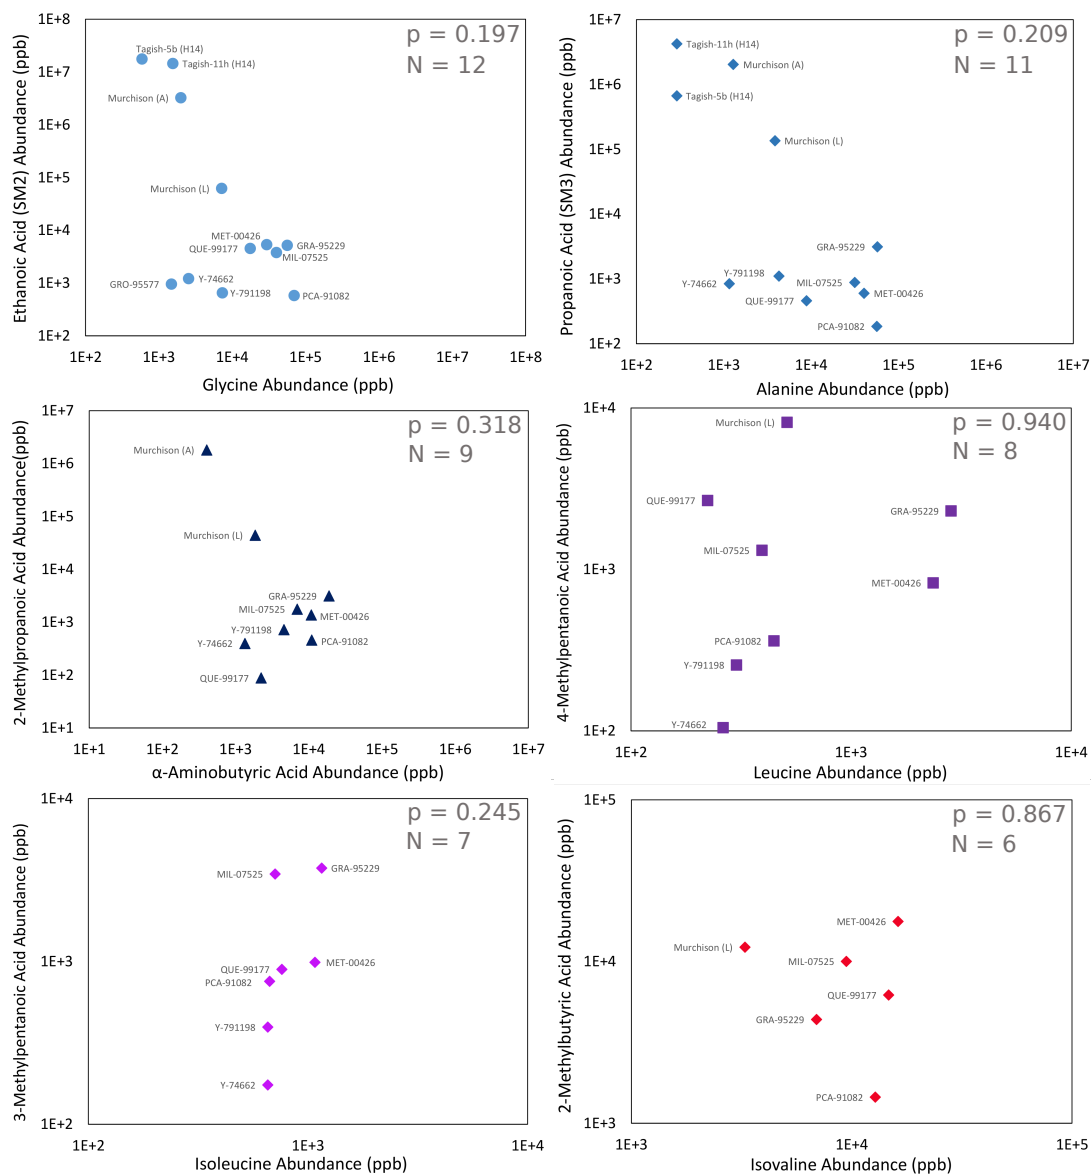 1E+8
1E+7
1E+6
1E+5
1E+4
1E+3
1E+2
Ethanoic Acid (SM2) Abundance (ppb)
p = 0.197
N = 12
Tagish-5b (H14)
Tagish-11h (H14)
Murchison (A)
Murchison (L)
MET-00426
QUE-99177
GRA-95229
MIL-07525
GRO-95577
Y-74662
Y-791198
PCA-91082
1E+2 1E+3 1E+4 1E+5 1E+6 1E+7 1E+8
Glycine Abundance (ppb)
1E+7
1E+6
1E+5
1E+4
1E+3
1E+2
Propanoic Acid (SM3) Abundance (ppb)
p = 0.209
N = 11
Tagish-11h (H14)
Murchison (A)
Tagish-5b (H14)
Murchison (L)
GRA-95229
Y-791198
Y-74662
MIL-07525
MET-00426
QUE-99177
PCA-91082
1E+2 1E+3 1E+4 1E+5 1E+6 1E+7
Alanine Abundance (ppb)
1E+7
1E+6
1E+5
1E+4
1E+3
1E+2
1E+1
2-Methylpropanoic Acid Abundance(ppb)
p = 0.318
N = 9
Murchison (A)
Murchison (L)
GRA-95229
MIL-07525
MET-00426
Y-791198
Y-74662
PCA-91082
QUE-99177
1E+1 1E+2 1E+3 1E+4 1E+5 1E+6 1E+7
α-Aminobutyric Acid Abundance (ppb)
1E+4
1E+3
1E+2
4-Methylpentanoic Acid Abundance (ppb)
p = 0.940
N = 8
Murchison (L)
QUE-99177
GRA-95229
MIL-07525
MET-00426
PCA-91082
Y-791198
Y-74662
1E+2 1E+3 1E+4
Leucine Abundance (ppb)
1E+4
1E+3
1E+2
3-Methylpentanoic Acid Abundance (ppb)
p = 0.245
N = 7
MIL-07525
GRA-95229
QUE-99177
MET-00426
PCA-91082
Y-791198
Y-74662
1E+2 1E+3 1E+4
Isoleucine Abundance (ppb)
1E+5
1E+4
1E+3
2-Methylbutyric Acid Abundance (ppb)
p = 0.867
N = 6
MET-00426
Murchison (L)
MIL-07525
QUE-99177
GRA-95229
PCA-91082
1E+3 1E+4 1E+5
Isovaline Abundance (ppb)